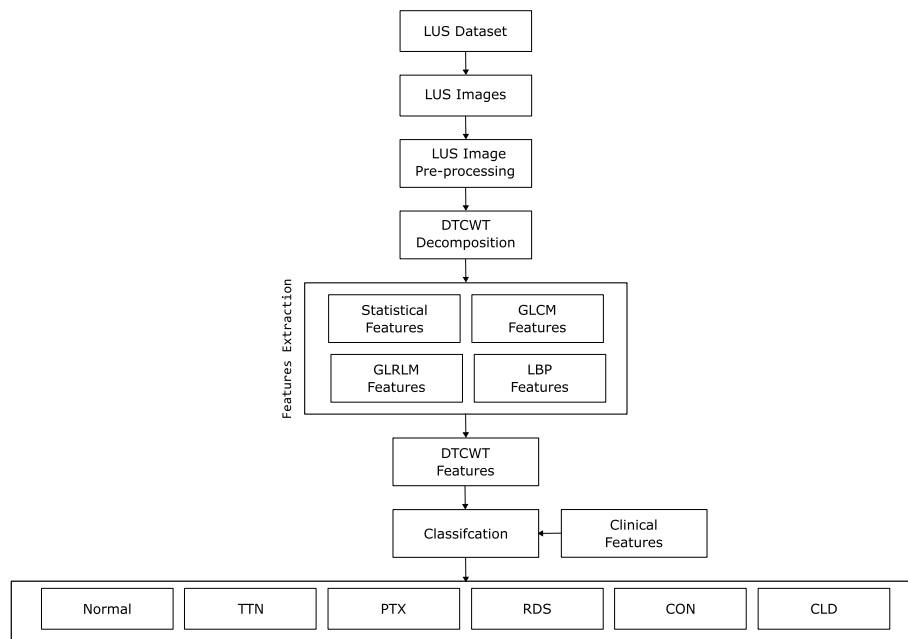 LUS Dataset
LUS Images
LUS Image
Pre-processing
DTCWT
Decomposition
Features Extraction
Statistical
Features
GLCM
Features
GLRLM
Features
LBP
Features
DTCWT
Features
Classifcation
Clinical
Features
Normal
TTN
PTX
RDS
CON
CLD